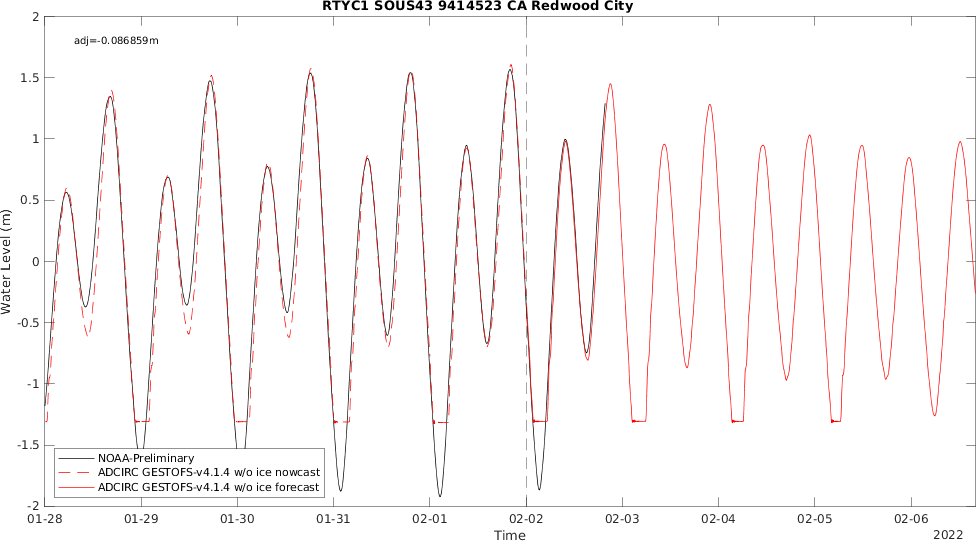 RTYC1 SOUS43 9414523 CA Redwood City
adj=-0.086859m
2
1.5
1
0.5
0
-0.5
-1
-1.5
-2
Water Level (m)
NOAA-Preliminary
ADCIRC GESTOFS-v4.1.4 w/o ice nowcast
ADCIRC GESTOFS-v4.1.4 w/o ice forecast
01-28 01-29 01-30 01-31 02-01 02-02 02-03 02-04 02-05 02-06
Time
2022